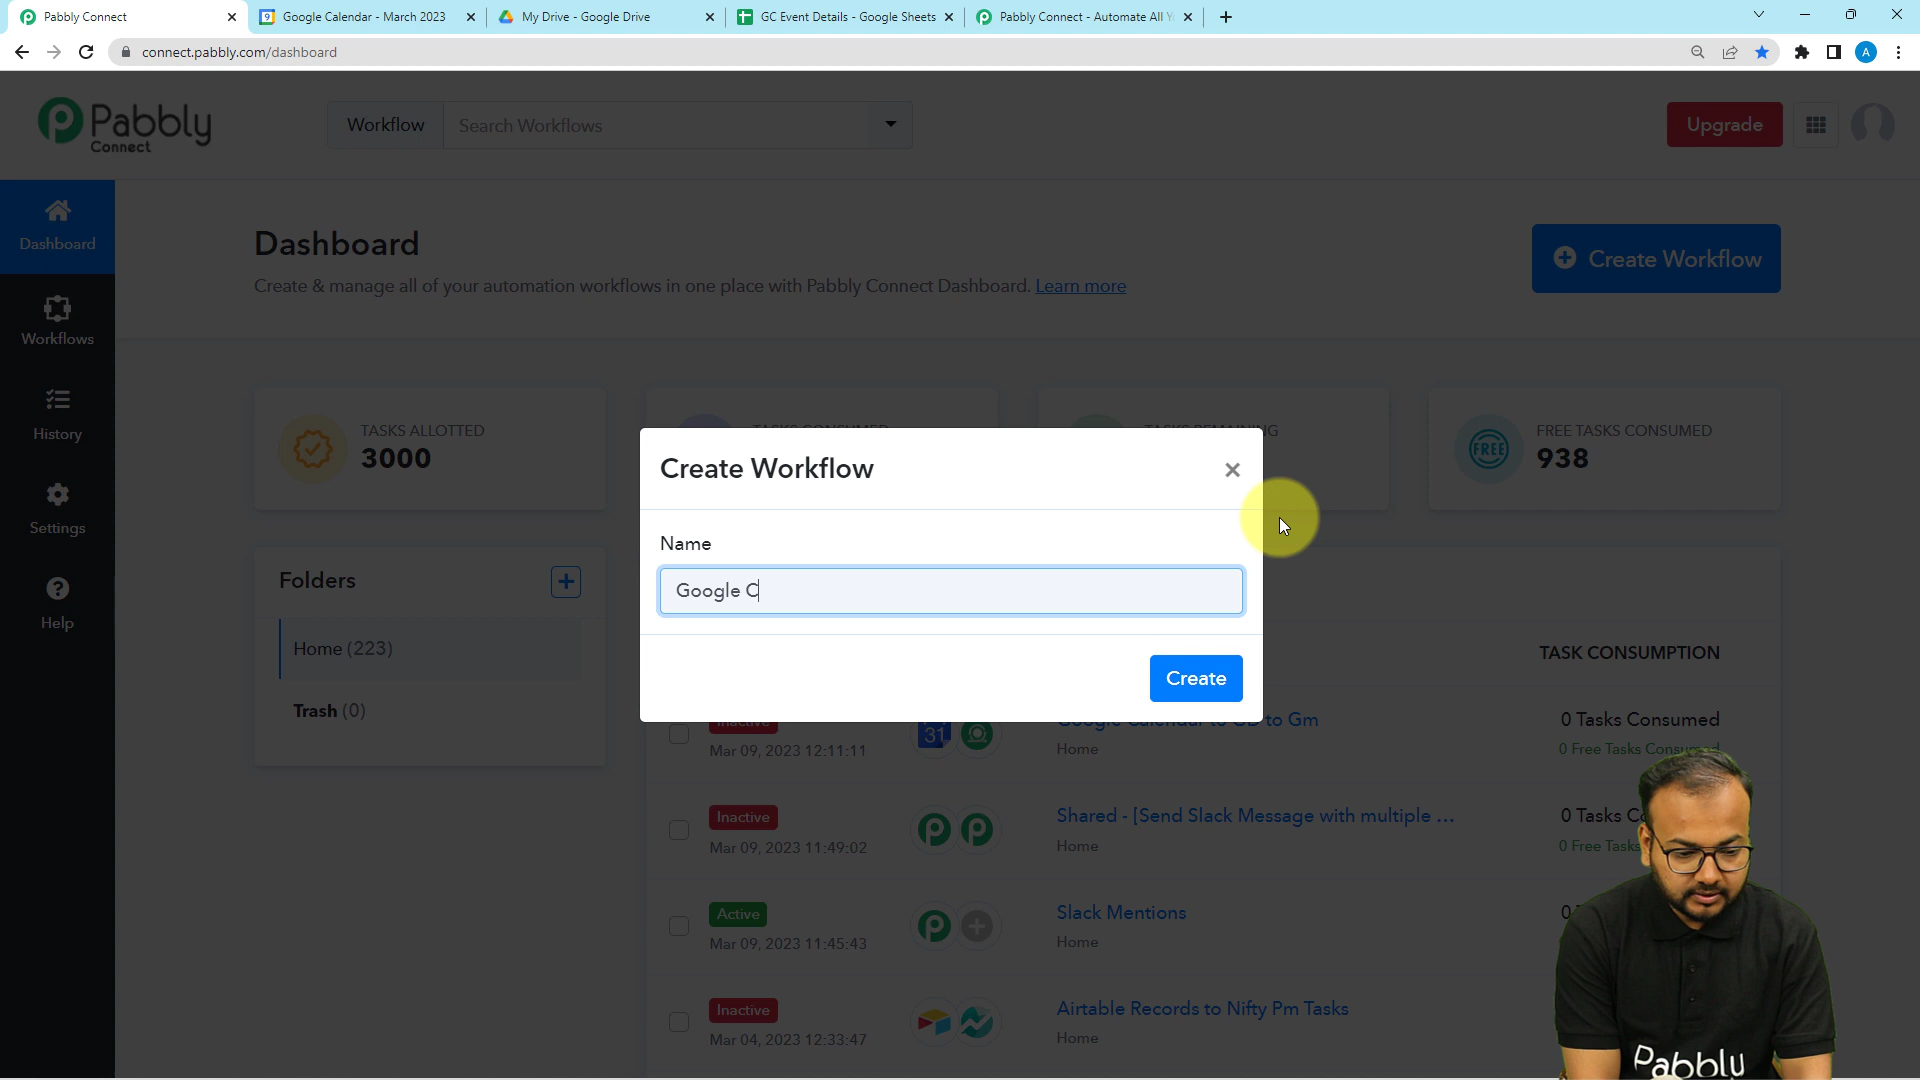 Pabbly Connect
Google Calendar - March 2023
My Drive - Google Drive
GC Event Details - Google Sheets
Pabbly Connect - Automate All Y
connect.pabbly.com/dashboard
A
Pabbly
Connect
Workflow
Search Workflows
Upgrade
Dashboard
Workflows
History
Settings
Help
Dashboard
Create & manage all of your automation workflows in one place with Pabbly Connect Dashboard. Learn more
Create Workflow
TASKS ALLOTTED
3000
FREE
FREE TASKS CONSUMED
938
Folders
Home (223)
Trash (0)
Create Workflow
Name
Google C
Create
TASK CONSUMPTION
Inactive
Mar 09, 2023 12:11:11
31
Google Calendar to GD to Gm
Home
0 Tasks Consumed
0 Free Tasks Consumed
Inactive
Mar 09, 2023 11:49:02
Shared - [Send Slack Message with multiple ...
Home
0 Tasks
0 Free Tasks
Active
Mar 09, 2023 11:45:43
Slack Mentions
Home
0
Inactive
Mar 04, 2023 12:33:47
Airtable Records to Nifty Pm Tasks
Home
Pabbly